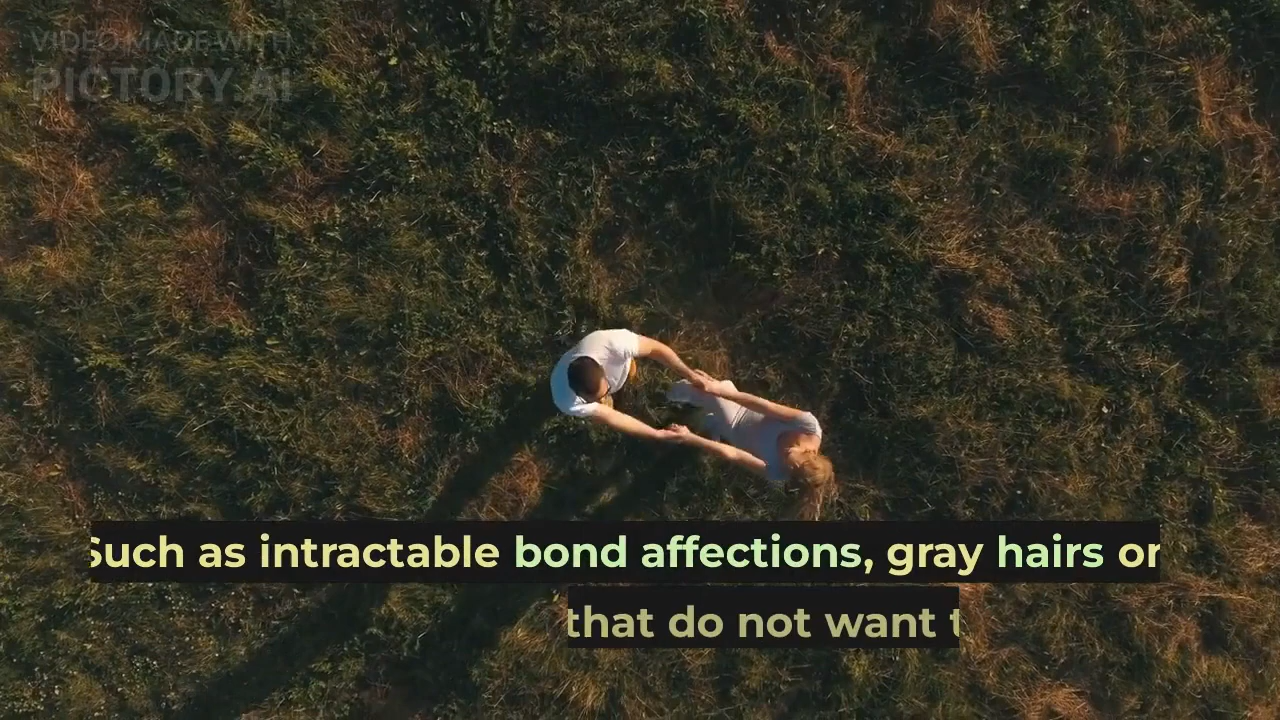 VIDEO MADE WITH
PICTORY.AI
Such as intractable bond affections, gray hairs or
that do not want